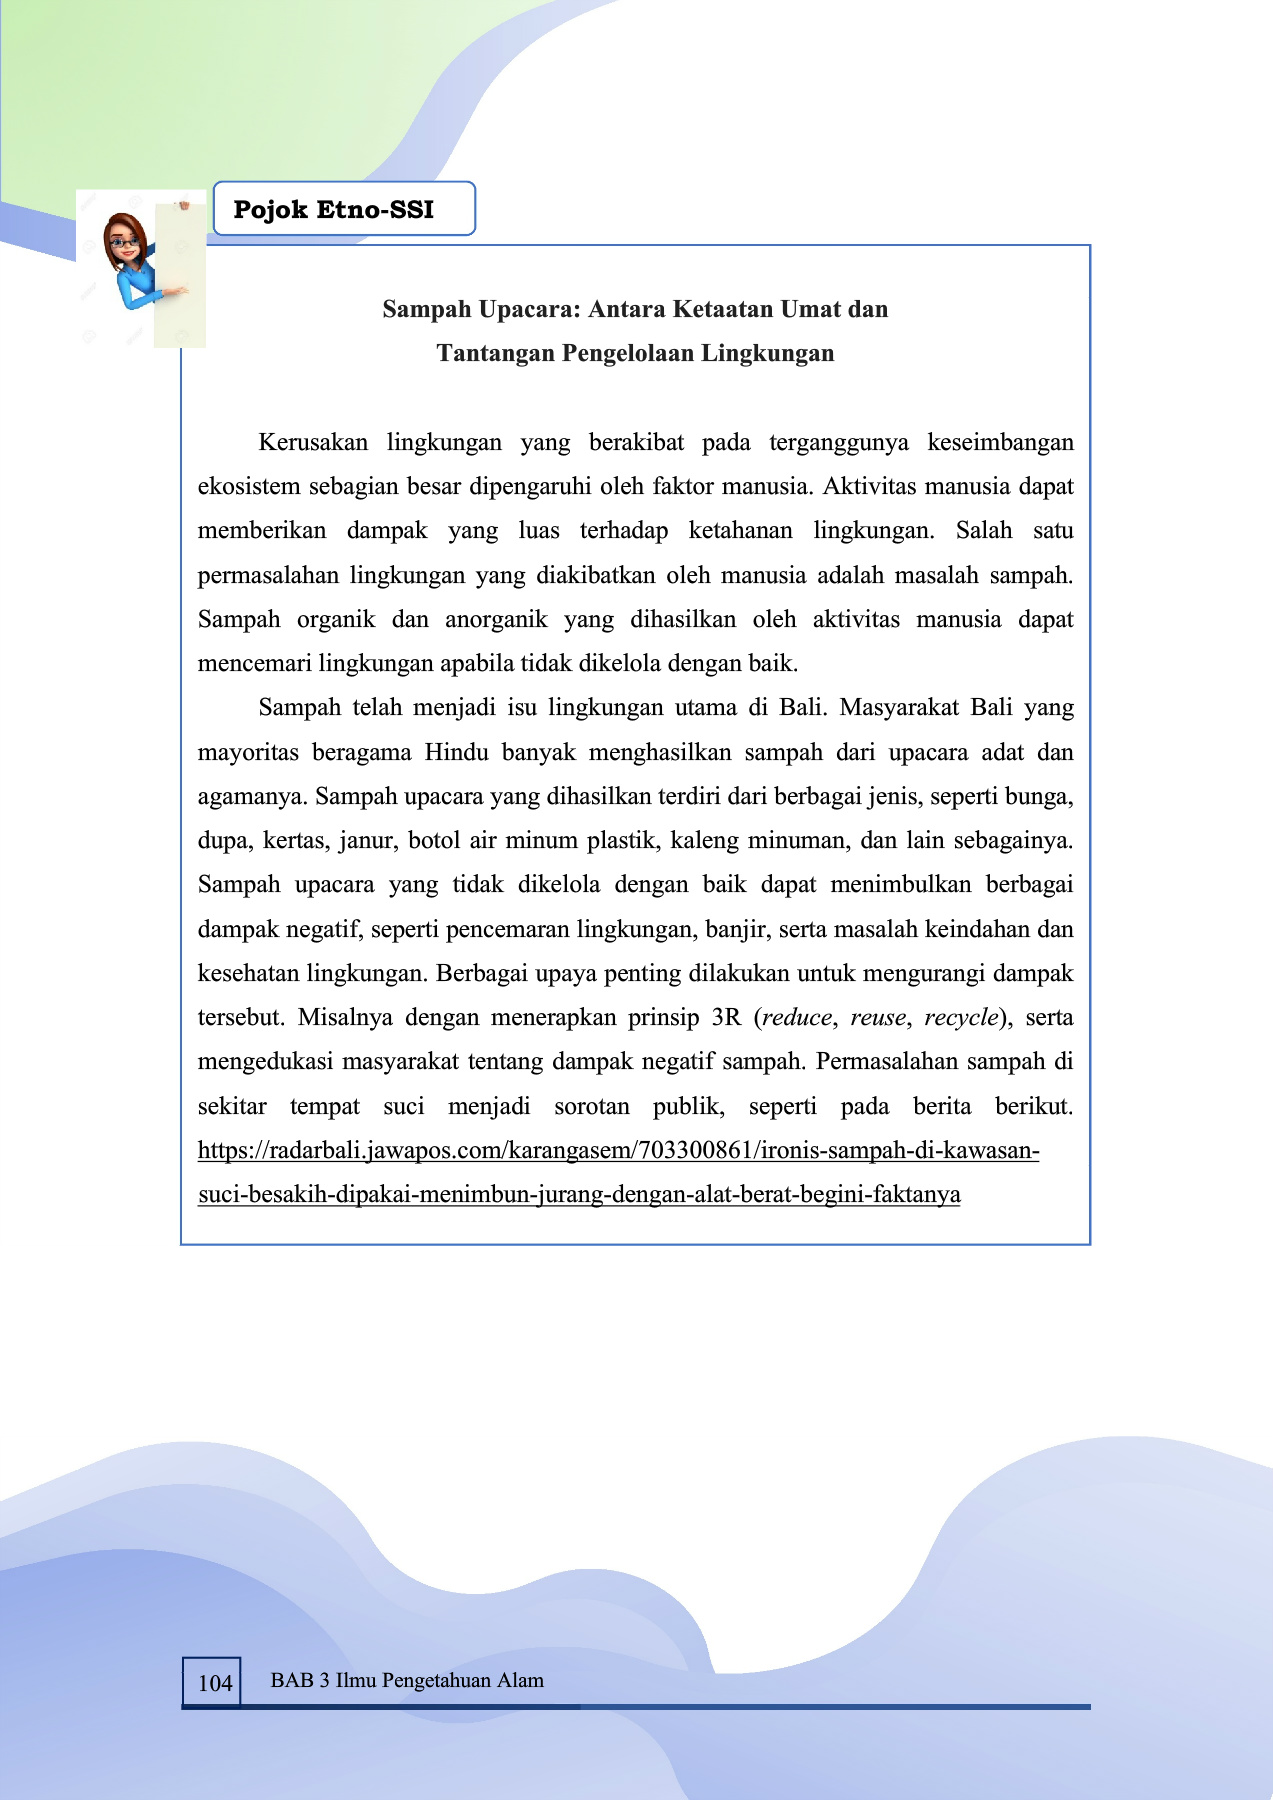 Pojok Etno-SSI
Sampah Upacara: Antara Ketaatan Umat dan
Tantangan Pengelolaan Lingkungan
Kerusakan lingkungan yang berakibat pada terganggunya keseimbangan
ekosistem sebagian besar dipengaruhi oleh faktor manusia. Aktivitas manusia dapat
memberikan dampak yang luas terhadap ketahanan lingkungan. Salah satu
permasalahan lingkungan yang diakibatkan oleh manusia adalah masalah sampah.
Sampah organik dan anorganik yang dihasilkan oleh aktivitas manusia dapat
mencemari lingkungan apabila tidak dikelola dengan baik.
Sampah telah menjadi isu lingkungan utama di Bali. Masyarakat Bali yang
mayoritas beragama Hindu banyak menghasilkan sampah dari upacara adat dan
agamanya. Sampah upacara yang dihasilkan terdiri dari berbagai jenis, seperti bunga,
dupa, kertas, janur, botol air minum plastik, kaleng minuman, dan lain sebagainya.
Sampah upacara yang tidak dikelola dengan baik dapat menimbulkan berbagai
dampak negatif, seperti pencemaran lingkungan, banjir, serta masalah keindahan dan
kesehatan lingkungan. Berbagai upaya penting dilakukan untuk mengurangi dampak
tersebut. Misalnya dengan menerapkan prinsip 3R (reduce, reuse, recycle), serta
mengedukasi masyarakat tentang dampak negatif sampah. Permasalahan sampah di
sekitar tempat suci menjadi sorotan publik, seperti pada berita berikut.
https://radarbali.jawapos.com/karangasem/703300861/ironis-sampah-di-kawasan-
suci-besakih-dipakai-menimbun-jurang-dengan-alat-berat-begini-faktanya
104
BAB 3 Ilmu Pengetahuan Alam